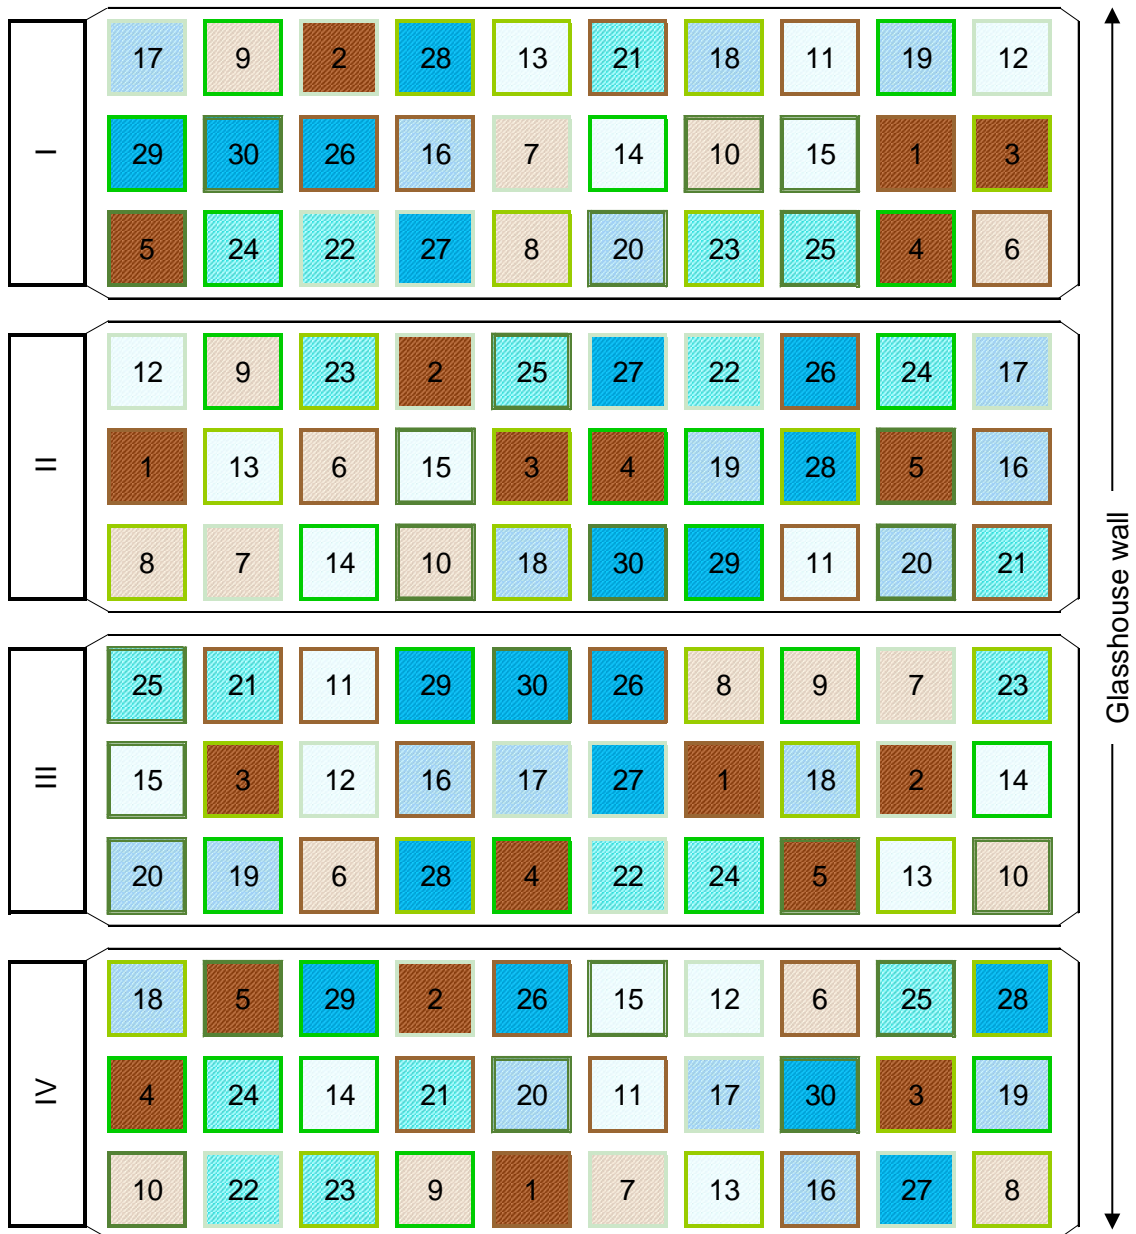 17 9 2 28 13 21 18 11 19 12
I 29 30 26 16 7 14 10 15 1 3
5 24 22 27 8 20 23 25 4 6
12 9 23 2 25 27 22 26 24 17
II 1 13 6 15 3 4 19 28 5 16
8 7 14 10 18 30 29 11 20 21
Glasshouse wall
25 21 11 29 30 26 8 9 7 23
III 15 3 12 16 17 27 1 18 2 14
20 19 6 28 4 22 24 5 13 10
18 5 29 2 26 15 12 6 25 28
IV 4 24 14 21 20 11 17 30 3 19
10 22 23 9 1 7 13 16 27 8